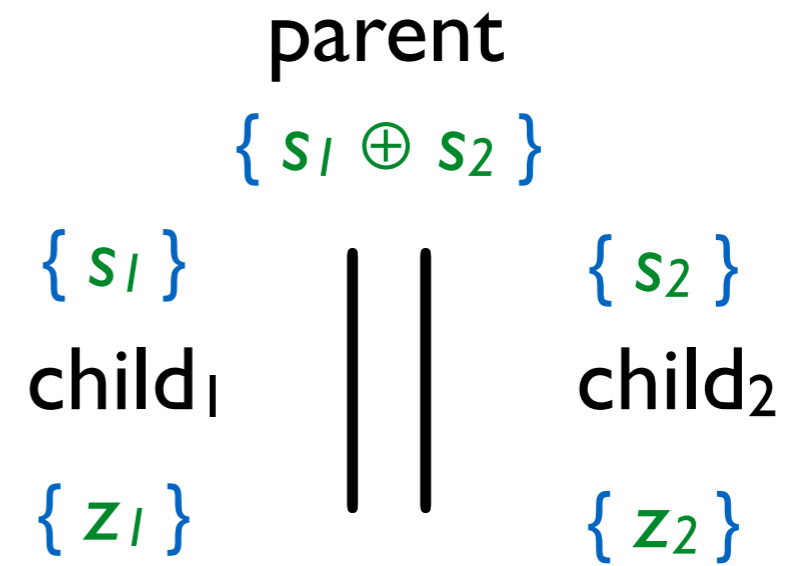 parent
{ s₁ ⊕ s₂ }
{ s₁ } { s₂ }
child₁ || child₂
{ z₁ } { z₂ }